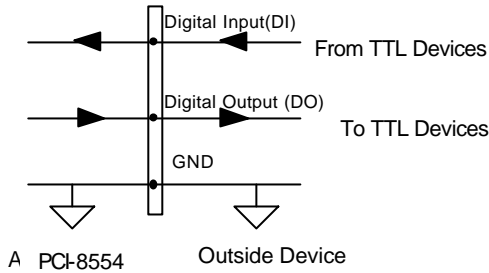 Digital Input(DI)
From TTL Devices
Digital Output (DO)
To TTL Devices
GND
A PCI-8554
Outside Device